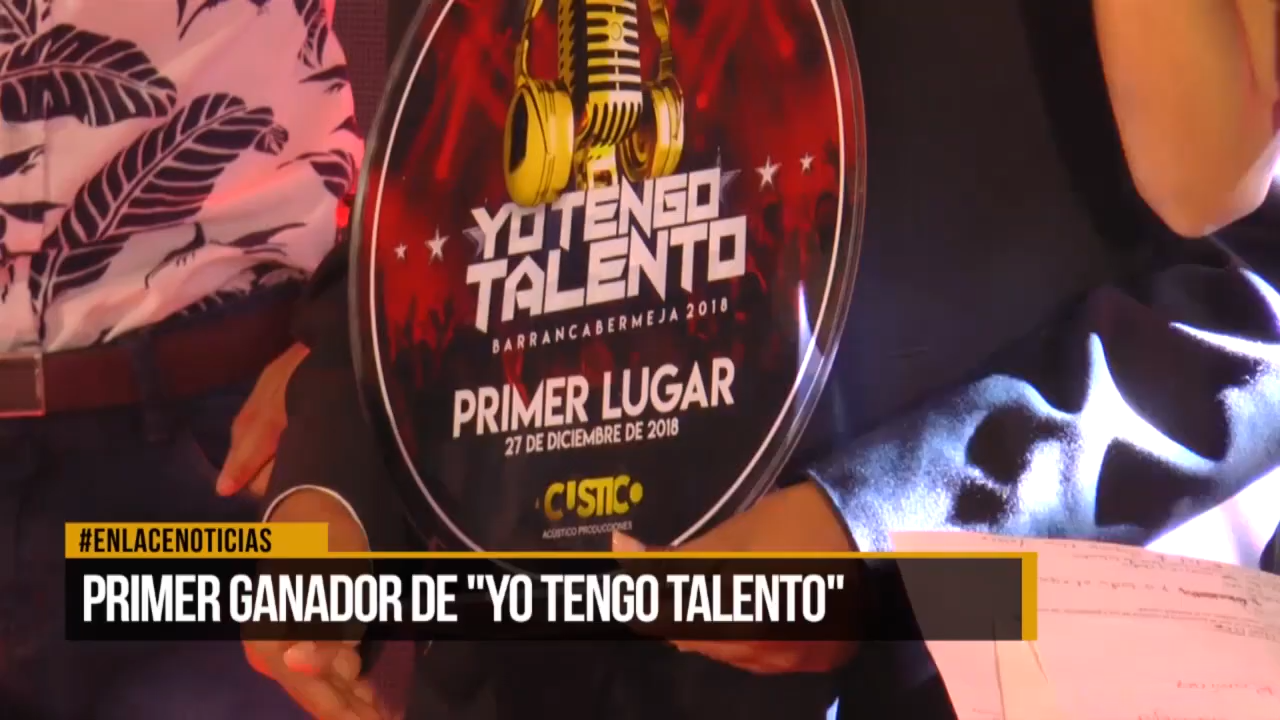 YO TENGO
TALENTO
BARRANCABERMEJA 2018
PRIMER LUGAR
27 DE DICIEMBRE DE 2018
ACÚSTICO PRODUCCIONES
#ENLACENOTICIAS
PRIMER GANADOR DE "YO TENGO TALENTO"